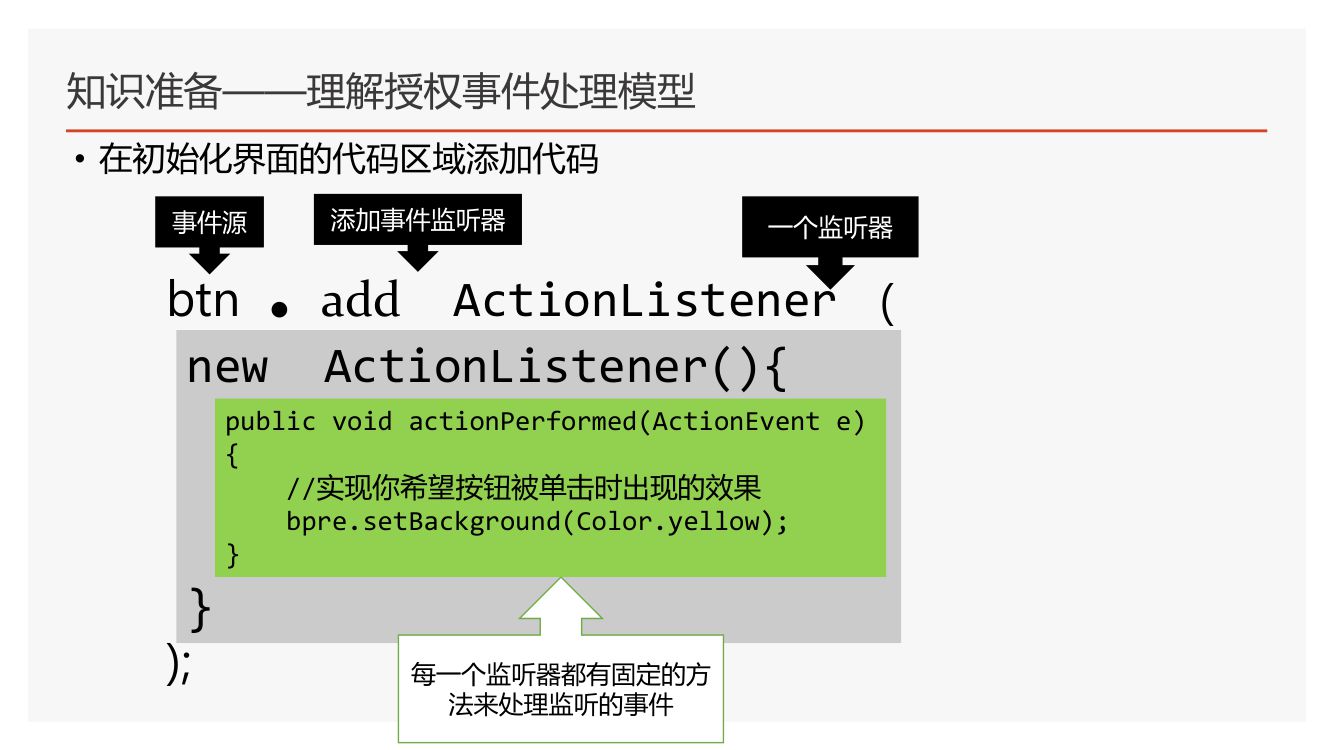 知识准备——理解授权事件处理模型
• 在初始化界面的代码区域添加代码
事件源
添加事件监听器
一个监听器
btn . add ActionListener (
new ActionListener(){
public void actionPerformed(ActionEvent e)
{
//实现你希望按钮被单击时出现的效果
bpre.setBackground(Color.yellow);
}
}
);
每一个监听器都有固定的方
法来处理监听的事件